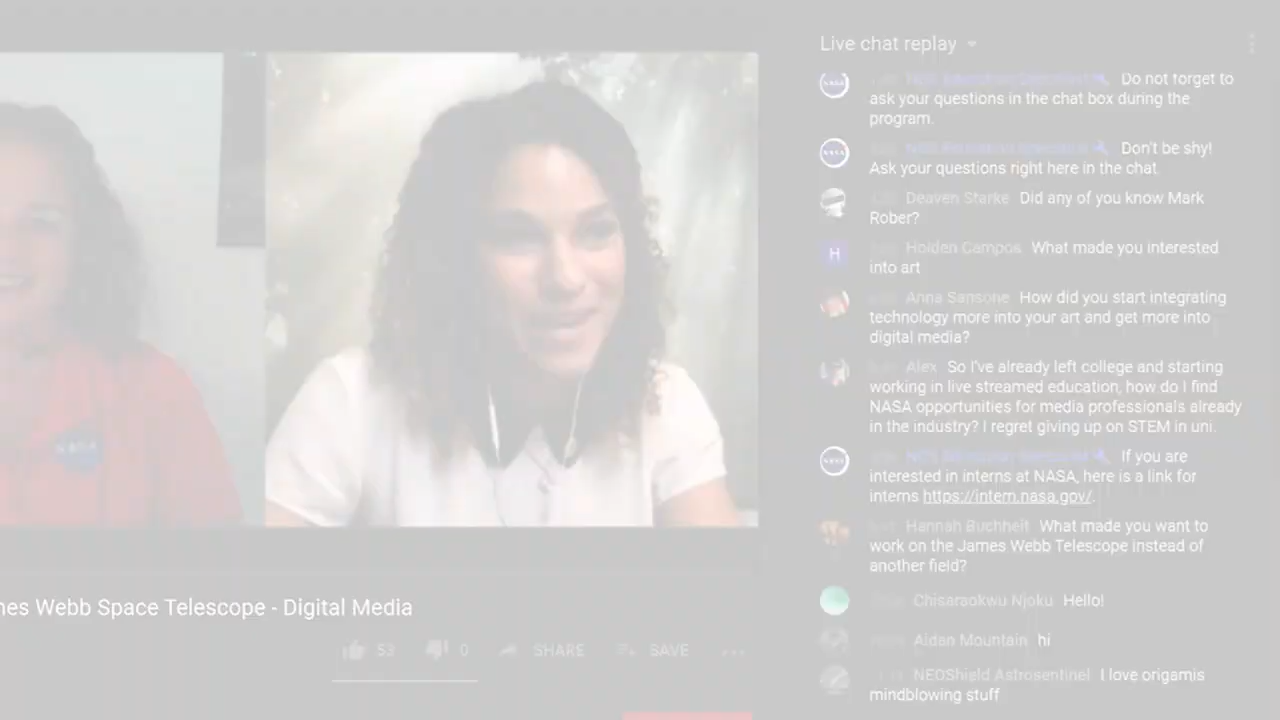 Live chat replay
Do not forget to
ask your questions in the chat box during the
program.
Don't be shy!
Ask your questions right here in the chat.
Deaven Starke Did any of you know Mark
Rober?
H Holden Campos What made you interested
into art
Anna Sansone How did you start integrating
technology more into your art and get more into
digital media?
Alex So I've already left college and starting
working in live streamed education, how do I find
NASA opportunities for media professionals already
in the industry? I regret giving up on STEM in uni.
If you are
interested in interns at NASA, here is a link for
interns https://intern.nasa.gov/.
Hannah Buchheit What made you want to
work on the James Webb Telescope instead of
another field?
Chisaraokwu Njoku Hello!
Aidan Mountain hi
NEOShield Astrosentinel I love origamis
mindblowing stuff
NASA
nes Webb Space Telescope - Digital Media
53 0 SHARE SAVE